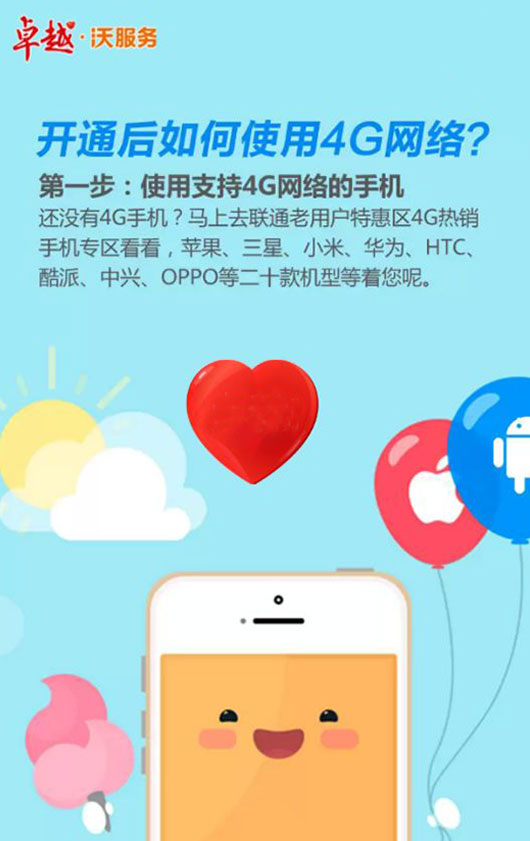 卓越·沃服务
开通后如何使用4G网络?
第一步：使用支持4G网络的手机
还没有4G手机？马上去联通老用户特惠区4G热销
手机专区看看，苹果、三星、小米、华为、HTC、
酷派、中兴、OPPO等二十款机型等着您呢。